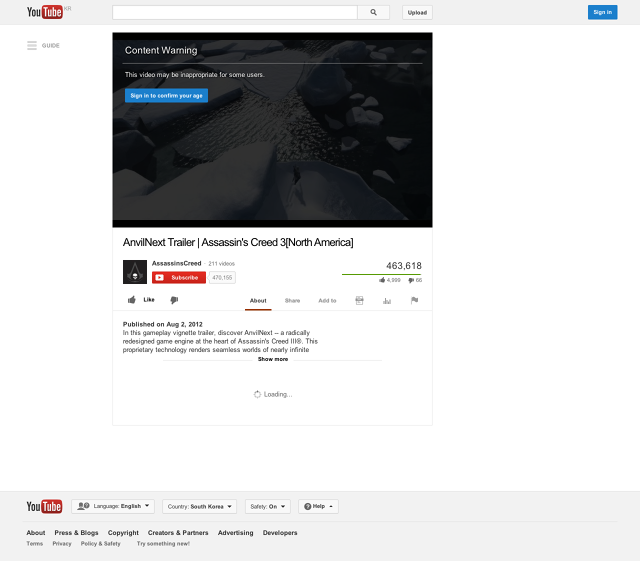 YouTube KR
Upload
Sign in
GUIDE
Content Warning
This video may be inappropriate for some users.
Sign in to confirm your age
AnvilNext Trailer | Assassin's Creed 3[North America]
AssassinsCreed · 211 videos
Subscribe 470,155
463,618
4,999 66
Like
About Share Add to
Published on Aug 2, 2012
In this gameplay vignette trailer, discover AnvilNext -- a radically
redesigned game engine at the heart of Assassin's Creed III®. This
proprietary technology renders seamless worlds of nearly infinite
Show more
Loading...
YouTube
Language: English
Country: South Korea
Safety: On
Help
About Press & Blogs Copyright Creators & Partners Advertising Developers
Terms Privacy Policy & Safety Try something new!